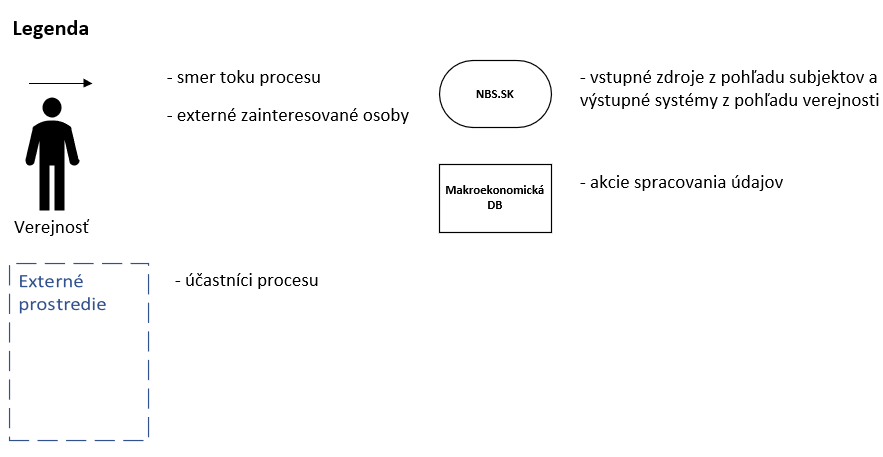 Legenda
- smer toku procesu
- externé zainteresované osoby
Verejnosť
Externé
prostredie
- účastníci procesu
NBS.SK
- vstupné zdroje z pohľadu subjektov a
výstupné systémy z pohľadu verejnosti
Makroekonomická
DB
- akcie spracovania údajov